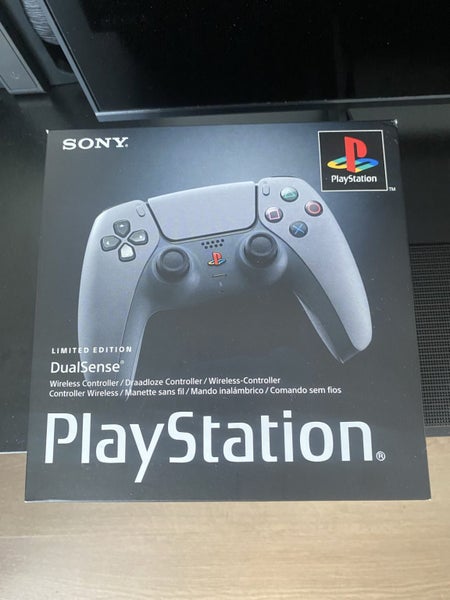 SONY®
PlayStation
TM
LIMITED EDITION
DualSense®
Wireless Controller / Draadloze Controller / Wireless-Controller
Controller Wireless / Manette sans fil / Mando inalámbrico / Comando sem fios
PlayStation®